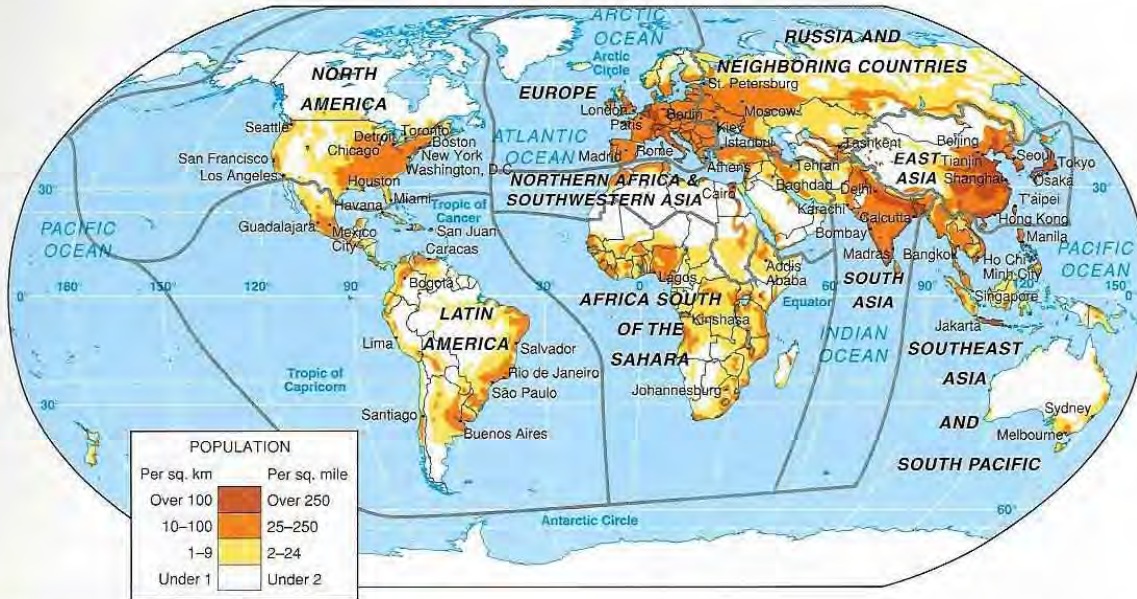 ARCTIC
OCEAN
Arctic
Circle
RUSSIA AND
NEIGHBORING COUNTRIES
NORTH
AMERICA
EUROPE
St. Petersburg
London
Berlin
Moscow
Paris
Kiev
Seattle
Detroit
Toronto
Boston
Chicago
New York
Washington, D.C.
ATLANTIC
OCEAN
Madrid
Rome
Istanbul
Athens
Tashkent
Tehran
Beijing
Tianjin
Seoul
Tokyo
EAST
ASIA
Shanghai
Osaka
San Francisco
Los Angeles
Houston
Miami
Havana
NORTHERN AFRICA &
SOUTHWESTERN ASIA
Cairo
Baghdad
Delhi
Karachi
Calcutta
T'aipei
Hong Kong
Manila
30°
30°
Tropic of
Cancer
San Juan
Guadalajara
Mexico
City
Caracas
Bombay
Madras
Bangkok
Ho Chi
Minh City
PACIFIC
OCEAN
PACIFIC
OCEAN
Bogotá
Lagos
Addis
Ababa
SOUTH
ASIA
Singapore
160°
150°
120°
90°
60°
30°
0°
30°
60°
90°
120°
150°
0°
Equator
LATIN
AMERICA
AFRICA SOUTH
OF THE
SAHARA
Kinshasa
INDIAN
OCEAN
Jakarta
SOUTHEAST
ASIA
AND
SOUTH PACIFIC
Lima
Salvador
Rio de Janeiro
São Paulo
Tropic of
Capricorn
Johannesburg
Santiago
Buenos Aires
Sydney
Melbourne
30°
60°
Antarctic Circle
POPULATION
Per sq. km Per sq. mile
Over 100 Over 250
10–100 25–250
1–9 2–24
Under 1 Under 2